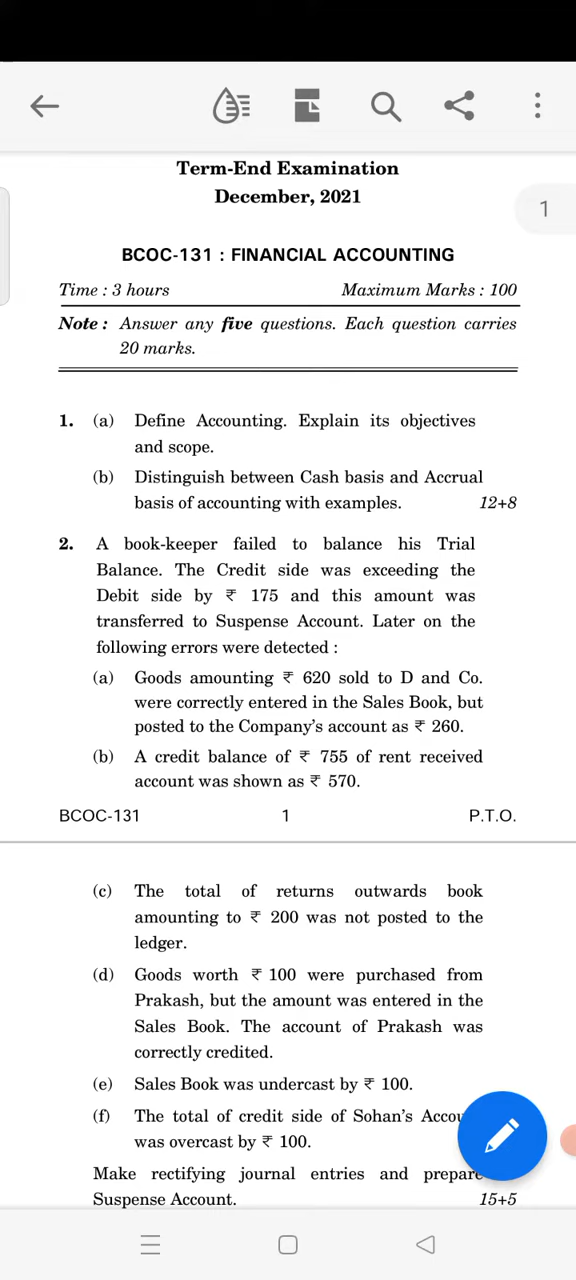 Term-End Examination
December, 2021
1
BCOC-131 : FINANCIAL ACCOUNTING
Time : 3 hours Maximum Marks : 100
Note : Answer any five questions. Each question carries
20 marks.
1. (a) Define Accounting. Explain its objectives
and scope.
(b) Distinguish between Cash basis and Accrual
basis of accounting with examples. 12+8
2. A book-keeper failed to balance his Trial
Balance. The Credit side was exceeding the
Debit side by ₹ 175 and this amount was
transferred to Suspense Account. Later on the
following errors were detected :
(a) Goods amounting ₹ 620 sold to D and Co.
were correctly entered in the Sales Book, but
posted to the Company's account as ₹ 260.
(b) A credit balance of ₹ 755 of rent received
account was shown as ₹ 570.
BCOC-131 1 P.T.O.
(c) The total of returns outwards book
amounting to ₹ 200 was not posted to the
ledger.
(d) Goods worth ₹ 100 were purchased from
Prakash, but the amount was entered in the
Sales Book. The account of Prakash was
correctly credited.
(e) Sales Book was undercast by ₹ 100.
(f) The total of credit side of Sohan's
was overcast by ₹ 100.
Make rectifying journal entries and prepare
Suspense Account. 15+5